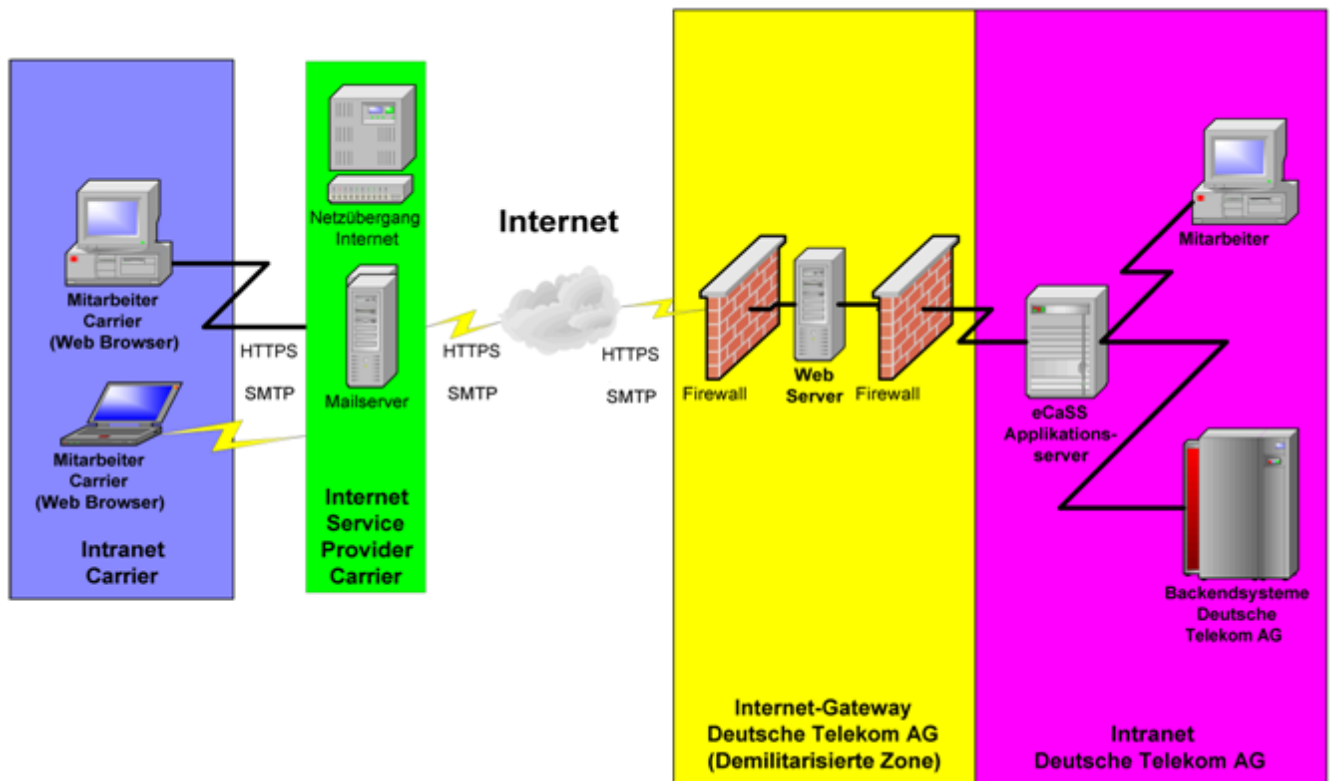 Mitarbeiter
Carrier
(Web Browser)
Mitarbeiter
Carrier
(Web Browser)
Intranet
Carrier
HTTPS
SMTP
Netzübergang
Internet
Mailserver
Internet
Service
Provider
Carrier
Internet
HTTPS
SMTP
HTTPS
SMTP
Firewall
Web
Server
Firewall
Internet-Gateway
Deutsche Telekom AG
(Demilitarisierte Zone)
Mitarbeiter
eCaSS
Applikations-
server
Backendsysteme
Deutsche
Telekom AG
Intranet
Deutsche Telekom AG